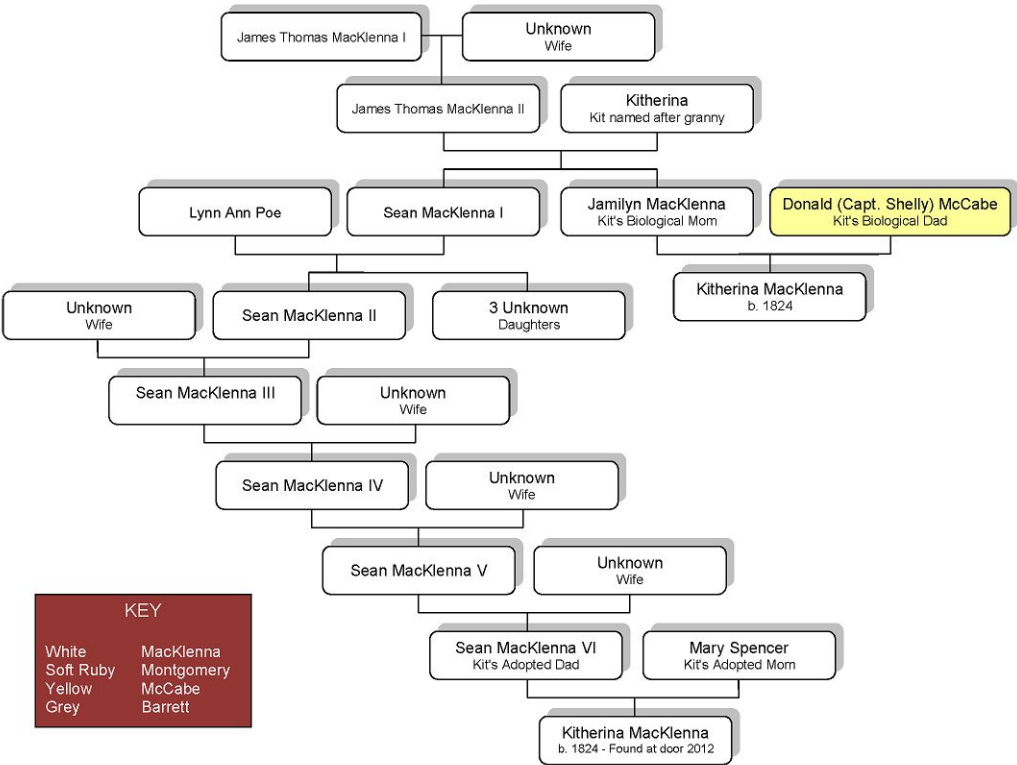 James Thomas MacKlenna I
Unknown
Wife
James Thomas MacKlenna II
Kitherina
Kit named after granny
Lynn Ann Poe
Sean MacKlenna I
Jamilyn MacKlenna
Kit's Biological Mom
Donald (Capt. Shelly) McCabe
Kit's Biological Dad
Kitherina MacKlenna
b. 1824
Unknown
Wife
Sean MacKlenna II
3 Unknown
Daughters
Sean MacKlenna III
Unknown
Wife
Sean MacKlenna IV
Unknown
Wife
Sean MacKlenna V
Unknown
Wife
Sean MacKlenna VI
Kit's Adopted Dad
Mary Spencer
Kit's Adopted Mom
Kitherina MacKlenna
b. 1824 - Found at door 2012
KEY
White MacKlenna
Soft Ruby Montgomery
Yellow McCabe
Grey Barrett